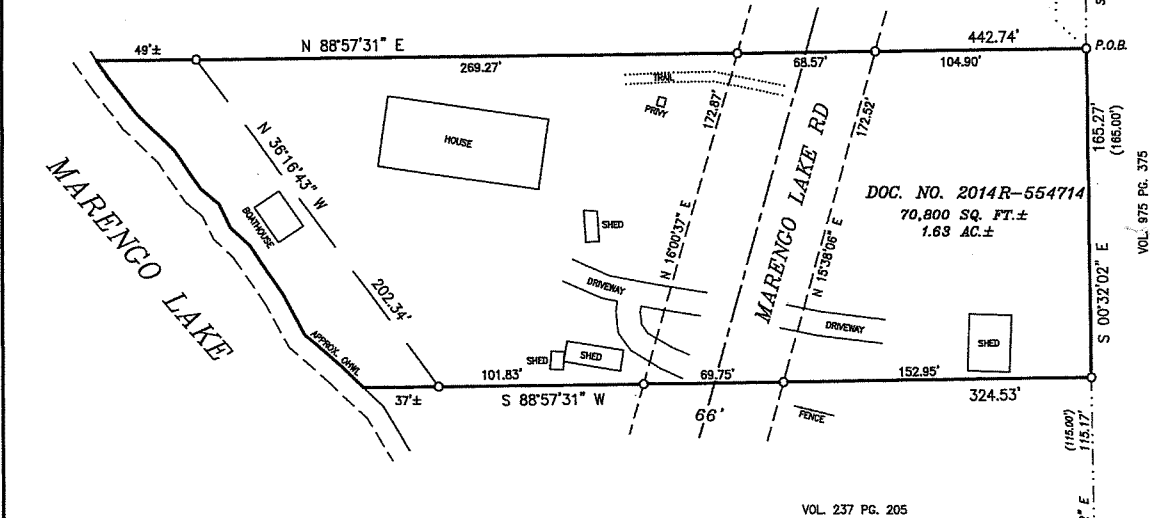 49'±
N 88°57'31" E
442.74'
P.O.B.
269.27'
68.57'
104.90'
TRAIL
PRIVY
172.87'
172.52'
165.27'
(165.00')
HOUSE
N 36°16'43" W
MARENGO LAKE RD
DOC. NO. 2014R-554714
70,800 SQ. FT.±
1.63 AC.±
VOL. 975 PG. 375
MARENGO LAKE
BOATHOUSE
SHED
N 16°00'37" E
N 15°38'06" E
S 00°32'02" E
DRIVEWAY
202.34'
DRIVEWAY
APPROX. OHWL
SHED
SHED
SHED
101.83'
69.75'
152.95'
37'±
S 88°57'31" W
66'
324.53'
FENCE
(115.00')
115.17'
VOL. 237 PG. 205